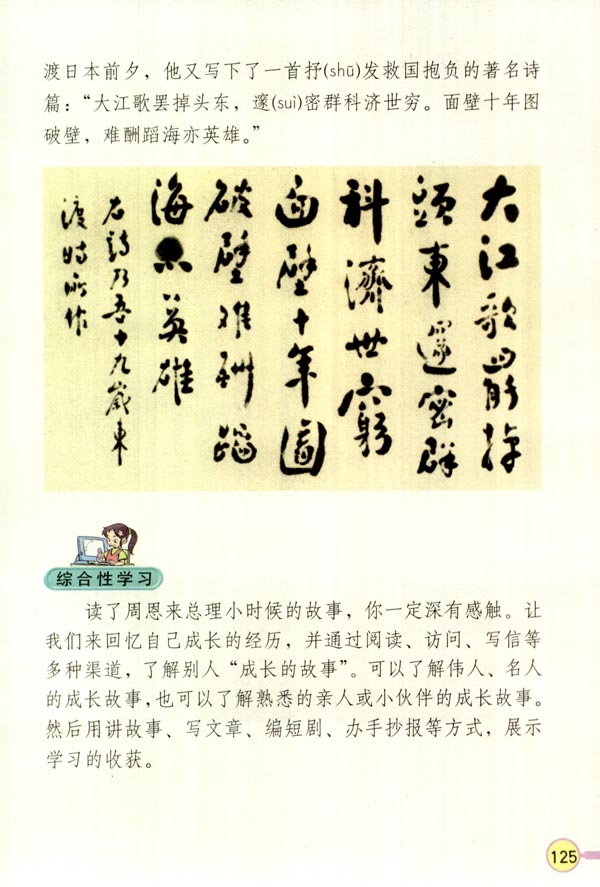 渡日本前夕，他又写下了一首抒(shū)发救国抱负的著名诗
篇：“大江歌罢掉头东，邃(suì)密群科济世穷。面壁十年图
破壁，难酬蹈海亦英雄。”
大江歌罷掉
頭東邃密群
科濟世窮
面壁十年圖
破壁难酬蹈
海亦英雄
右詩乃吾十九歲東
渡时所作
综合性学习
读了周恩来总理小时候的故事，你一定深有感触。让
我们来回忆自己成长的经历，并通过阅读、访问、写信等
多种渠道，了解别人“成长的故事”。可以了解伟人、名人
的成长故事，也可以了解熟悉的亲人或小伙伴的成长故事。
然后用讲故事、写文章、编短剧、办手抄报等方式，展示
学习的收获。
125